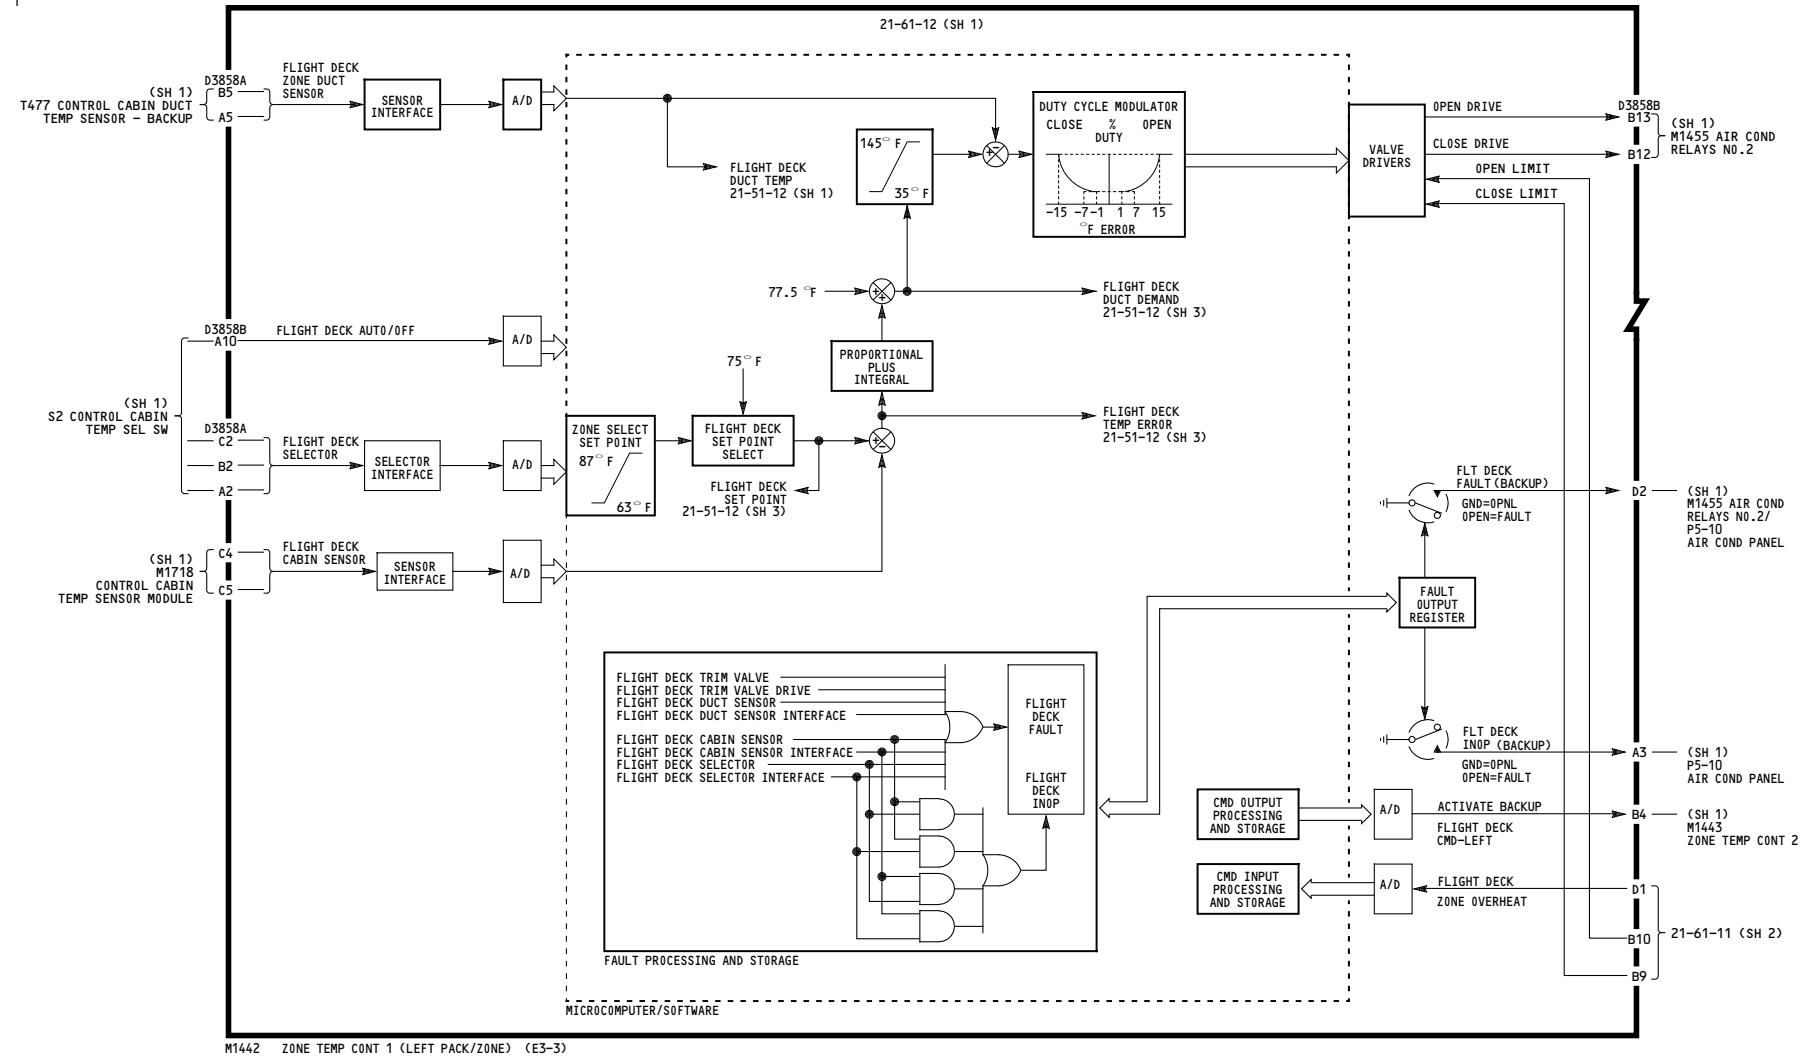 21-61-12 (SH 1)
D3858A
(SH 1)
T477 CONTROL CABIN DUCT
TEMP SENSOR - BACKUP
B5
A5
FLIGHT DECK
ZONE DUCT
SENSOR
SENSOR
INTERFACE
A/D
FLIGHT DECK
DUCT TEMP
21-51-12 (SH 1)
145° F
35° F
+
-
DUTY CYCLE MODULATOR
CLOSE % OPEN
DUTY
-15 -7 -1 1 7 15
°F ERROR
VALVE
DRIVERS
OPEN DRIVE
CLOSE DRIVE
OPEN LIMIT
CLOSE LIMIT
D3858B
B13
B12
(SH 1)
M1455 AIR COND
RELAYS NO.2
77.5 °F
+
+
FLIGHT DECK
DUCT DEMAND
21-51-12 (SH 3)
D3858B
A10
FLIGHT DECK AUTO/OFF
A/D
PROPORTIONAL
PLUS
INTEGRAL
75° F
(SH 1)
S2 CONTROL CABIN
TEMP SEL SW
D3858A
C2
B2
A2
FLIGHT DECK
SELECTOR
SELECTOR
INTERFACE
A/D
ZONE SELECT
SET POINT
87° F
63° F
FLIGHT DECK
SET POINT
SELECT
+
-
FLIGHT DECK
TEMP ERROR
21-51-12 (SH 3)
FLIGHT DECK
SET POINT
21-51-12 (SH 3)
(SH 1)
M1718
CONTROL CABIN
TEMP SENSOR MODULE
C4
C5
FLIGHT DECK
CABIN SENSOR
SENSOR
INTERFACE
A/D
FLT DECK
FAULT (BACKUP)
GND=OPNL
OPEN=FAULT
D2
(SH 1)
M1455 AIR COND
RELAYS NO.2/
P5-10
AIR COND PANEL
FAULT
OUTPUT
REGISTER
FLT DECK
INOP (BACKUP)
GND=OPNL
OPEN=FAULT
A3
(SH 1)
P5-10
AIR COND PANEL
FLIGHT DECK TRIM VALVE
FLIGHT DECK TRIM VALVE DRIVE
FLIGHT DECK DUCT SENSOR
FLIGHT DECK DUCT SENSOR INTERFACE
FLIGHT DECK CABIN SENSOR
FLIGHT DECK CABIN SENSOR INTERFACE
FLIGHT DECK SELECTOR
FLIGHT DECK SELECTOR INTERFACE
FLIGHT
DECK
FAULT
FLIGHT
DECK
INOP
FAULT PROCESSING AND STORAGE
CMD OUTPUT
PROCESSING
AND STORAGE
A/D
ACTIVATE BACKUP
FLIGHT DECK
CMD-LEFT
B4
(SH 1)
M1443
ZONE TEMP CONT 2
CMD INPUT
PROCESSING
AND STORAGE
A/D
FLIGHT DECK
ZONE OVERHEAT
D1
B10
B9
21-61-11 (SH 2)
MICROCOMPUTER/SOFTWARE
M1442 ZONE TEMP CONT 1 (LEFT PACK/ZONE) (E3-3)